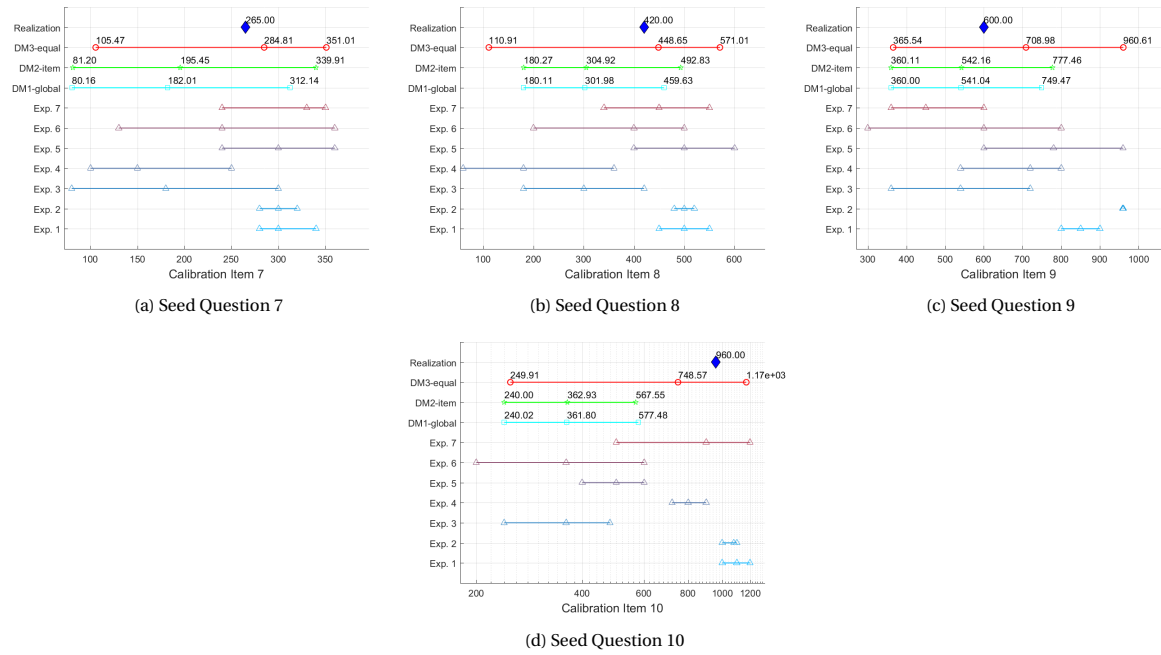 Realization 265.00
DM3-equal 105.47 284.81 351.01
DM2-item 81.20 195.45 339.91
DM1-global 80.16 182.01 312.14
Exp. 7
Exp. 6
Exp. 5
Exp. 4
Exp. 3
Exp. 2
Exp. 1
100 150 200 250 300 350
Calibration Item 7
(a) Seed Question 7
Realization 420.00
DM3-equal 110.91 448.65 571.01
DM2-item 180.27 304.92 492.83
DM1-global 180.11 301.98 459.63
Exp. 7
Exp. 6
Exp. 5
Exp. 4
Exp. 3
Exp. 2
Exp. 1
100 200 300 400 500 600
Calibration Item 8
(b) Seed Question 8
Realization 600.00
DM3-equal 365.54 708.98 960.61
DM2-item 360.11 542.16 777.46
DM1-global 360.00 541.04 749.47
Exp. 7
Exp. 6
Exp. 5
Exp. 4
Exp. 3
Exp. 2
Exp. 1
300 400 500 600 700 800 900 1000
Calibration Item 9
(c) Seed Question 9
Realization 960.00
DM3-equal 249.91 748.57 1.17e+03
DM2-item 240.00 362.93 567.55
DM1-global 240.02 361.80 577.48
Exp. 7
Exp. 6
Exp. 5
Exp. 4
Exp. 3
Exp. 2
Exp. 1
200 400 600 800 1000 1200
Calibration Item 10
(d) Seed Question 10